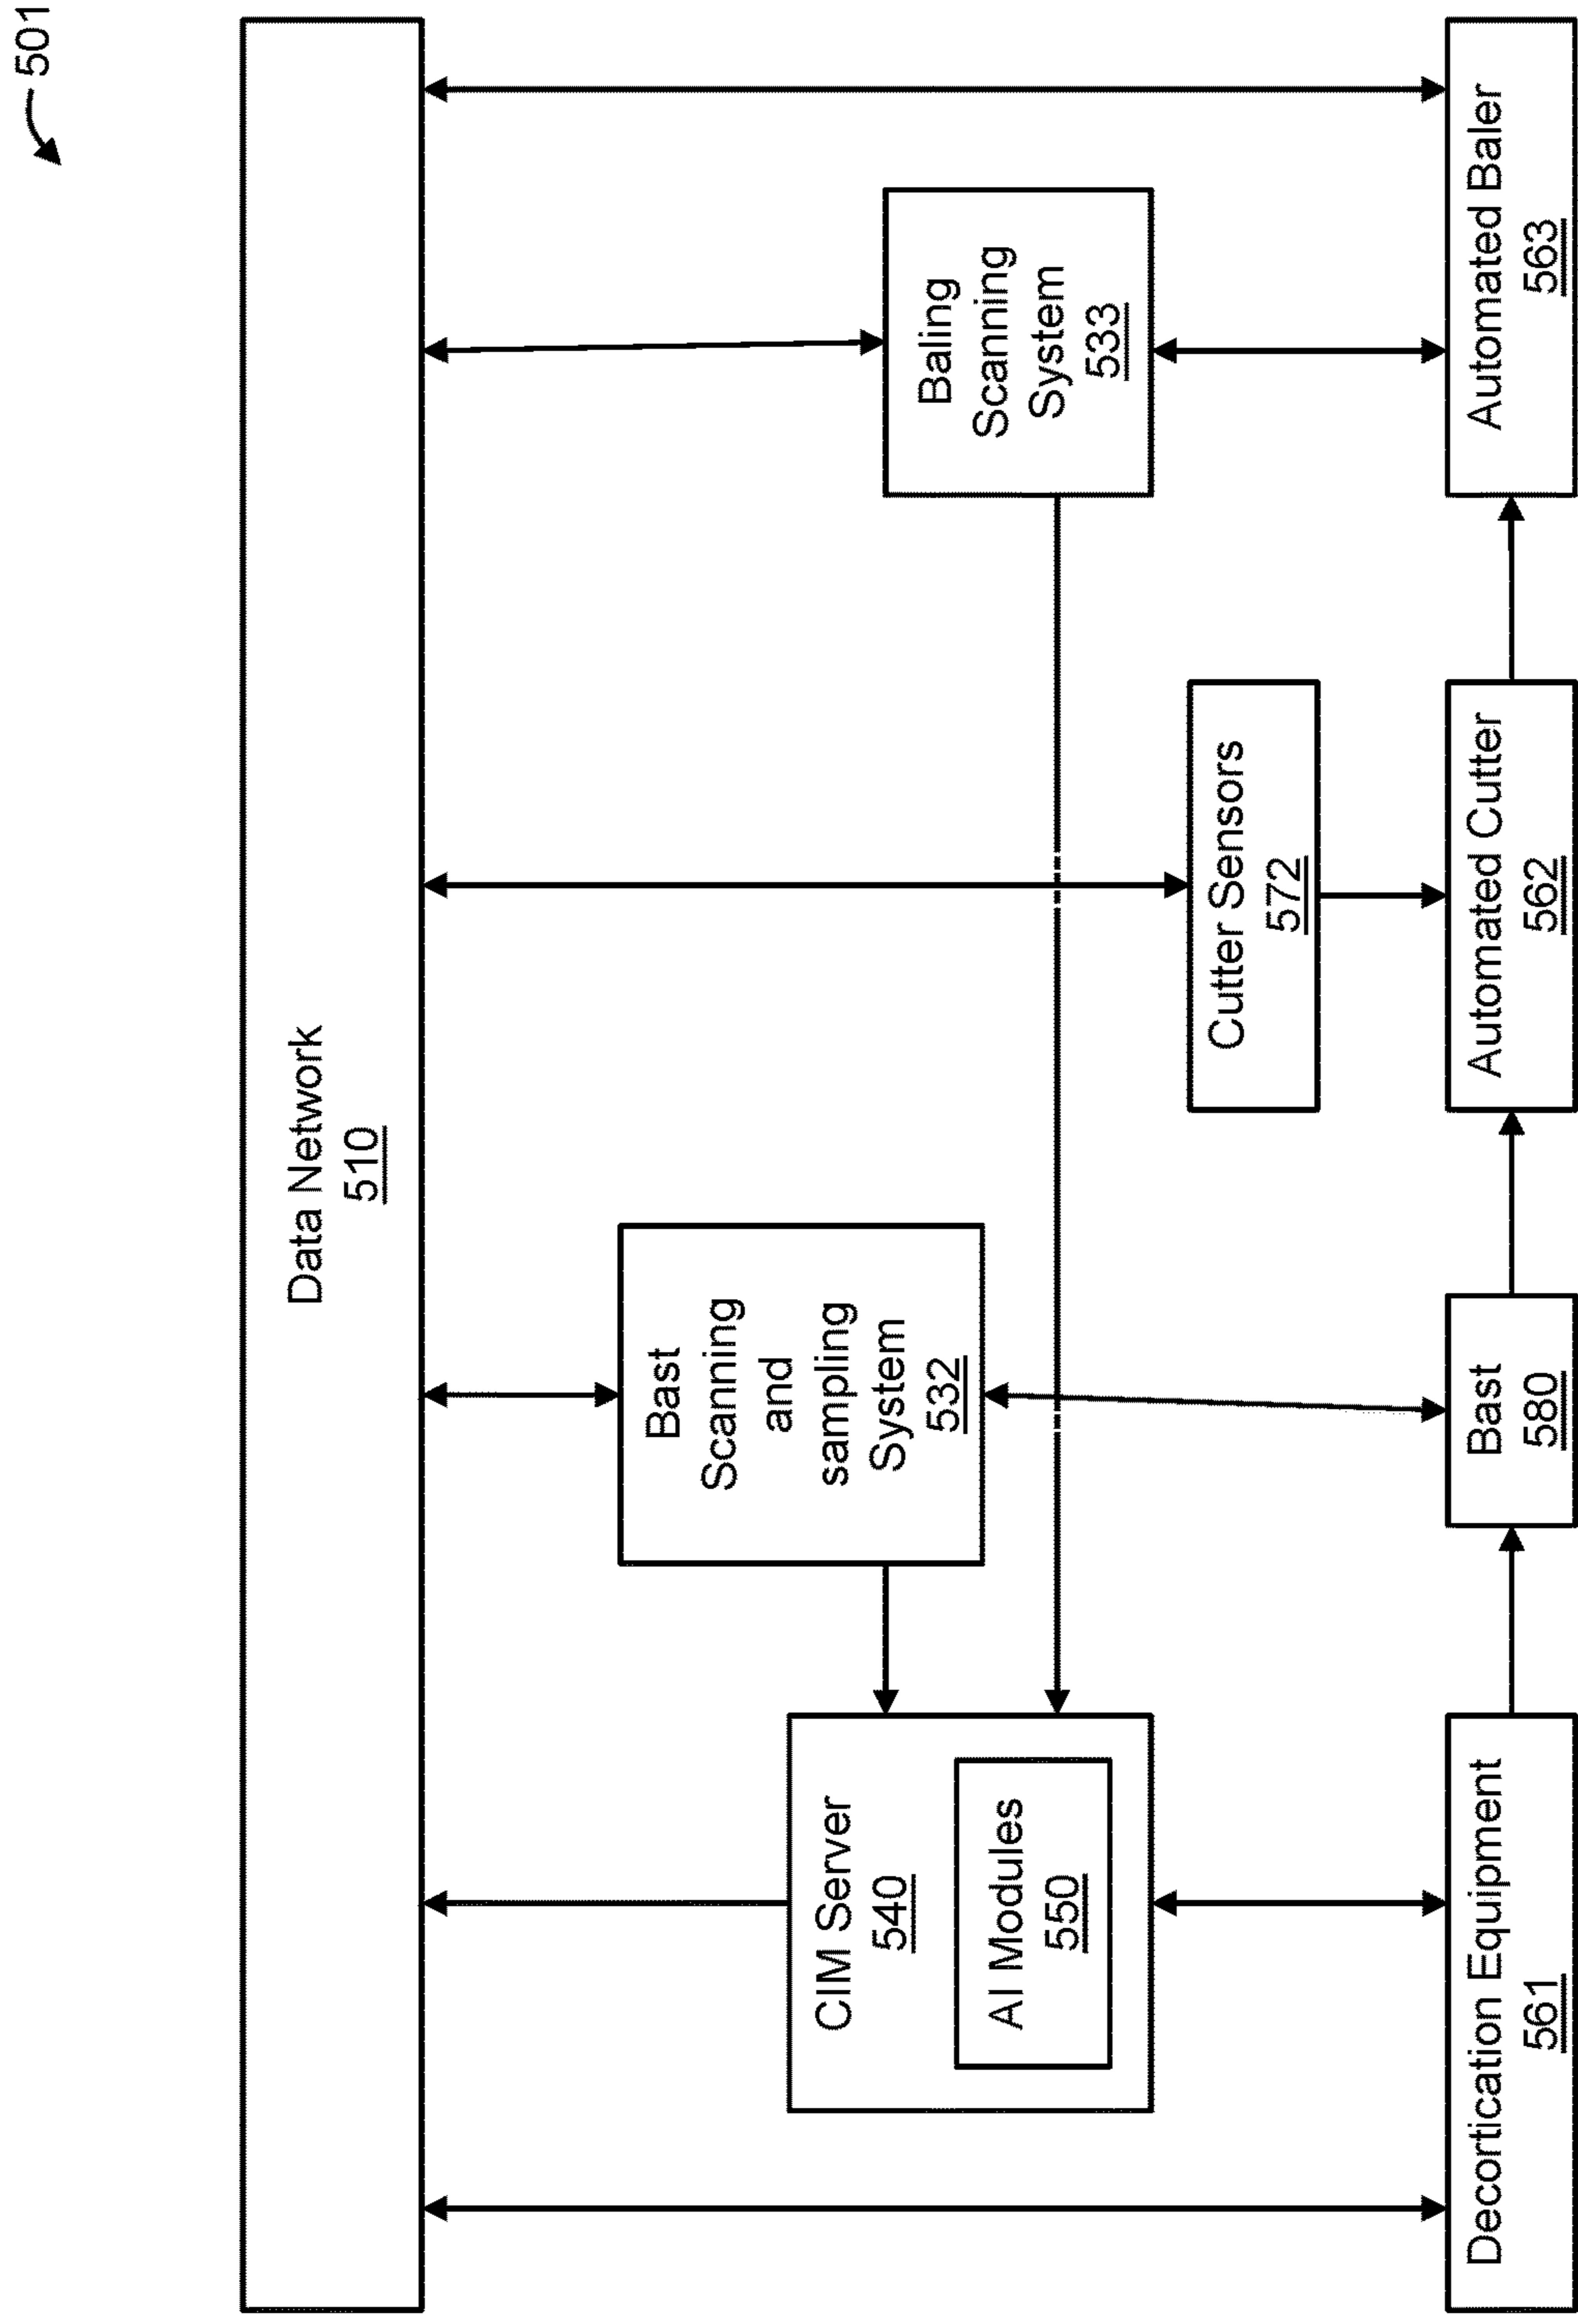 501
Data Network
510
Bast
Scanning
and
sampling
System
532
CIM Server
540
AI Modules
550
Baling
Scanning
System
533
Cutter Sensors
572
Decortication Equipment
561
Bast
580
Automated Cutter
562
Automated Baler
563